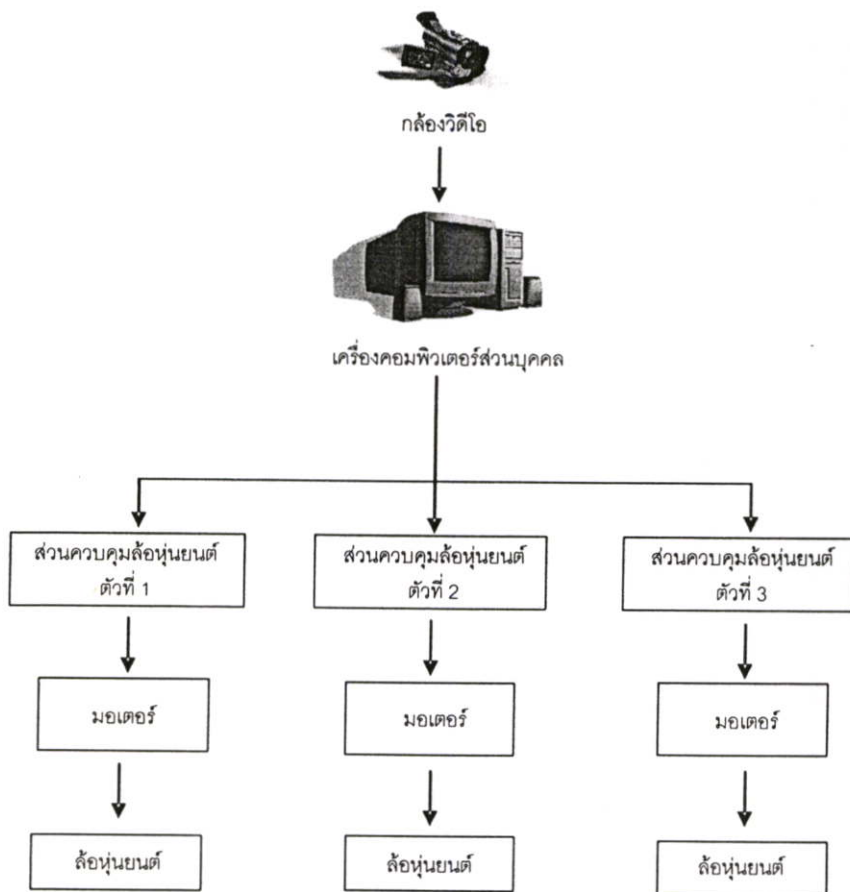 กล้องวิดีโอ
เครื่องคอมพิวเตอร์ส่วนบุคคล
ส่วนควบคุมล้อหุ่นยนต์
ตัวที่ 1
ส่วนควบคุมล้อหุ่นยนต์
ตัวที่ 2
ส่วนควบคุมล้อหุ่นยนต์
ตัวที่ 3
มอเตอร์
มอเตอร์
มอเตอร์
ล้อหุ่นยนต์
ล้อหุ่นยนต์
ล้อหุ่นยนต์